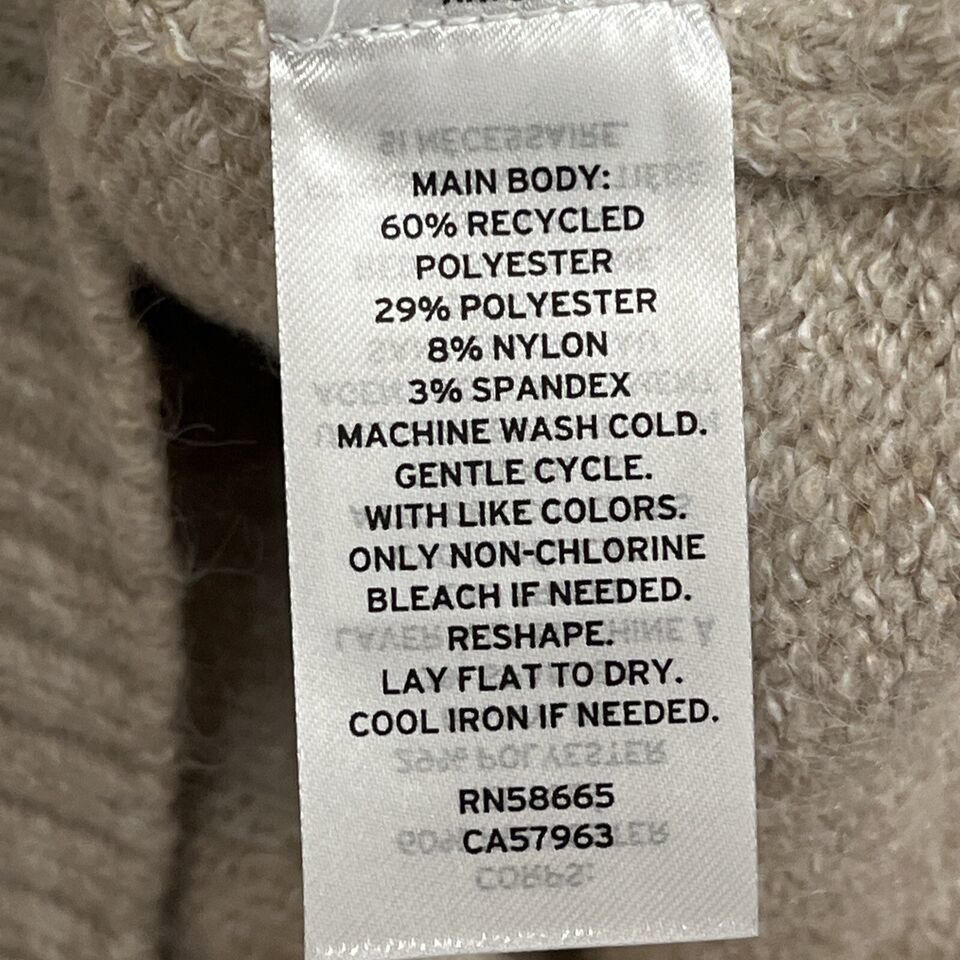 MAIN BODY:
60% RECYCLED
POLYESTER
29% POLYESTER
8% NYLON
3% SPANDEX
MACHINE WASH COLD.
GENTLE CYCLE.
WITH LIKE COLORS.
ONLY NON-CHLORINE
BLEACH IF NEEDED.
RESHAPE.
LAY FLAT TO DRY.
COOL IRON IF NEEDED.
RN58665
CA57963